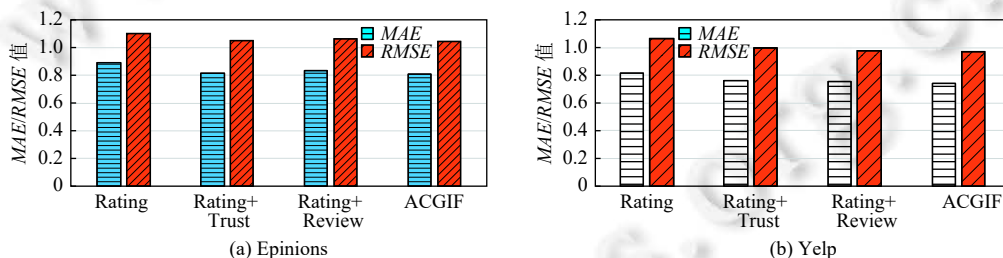 MAE/RMSE 值
1.2
1.0
0.8
0.6
0.4
0.2
0
MAE
RMSE
Rating
Rating+
Trust
Rating+
Review
ACGIF
(a) Epinions
MAE/RMSE 值
1.2
1.0
0.8
0.6
0.4
0.2
0
MAE
RMSE
Rating
Rating+
Trust
Rating+
Review
ACGIF
(b) Yelp